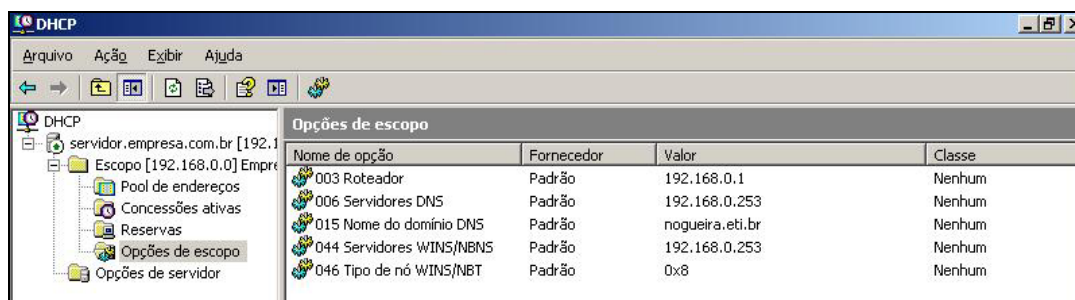 DHCP
Arquivo Ação Exibir Ajuda
DHCP
servidor.empresa.com.br [192.1
Escopo [192.168.0.0] Empre
Pool de endereços
Concessões ativas
Reservas
Opções de escopo
Opções de servidor
Opções de escopo
Nome de opção Fornecedor Valor Classe
003 Roteador Padrão 192.168.0.1 Nenhum
006 Servidores DNS Padrão 192.168.0.253 Nenhum
015 Nome do domínio DNS Padrão nogueira.eti.br Nenhum
044 Servidores WINS/NBNS Padrão 192.168.0.253 Nenhum
046 Tipo de nó WINS/NBT Padrão 0x8 Nenhum